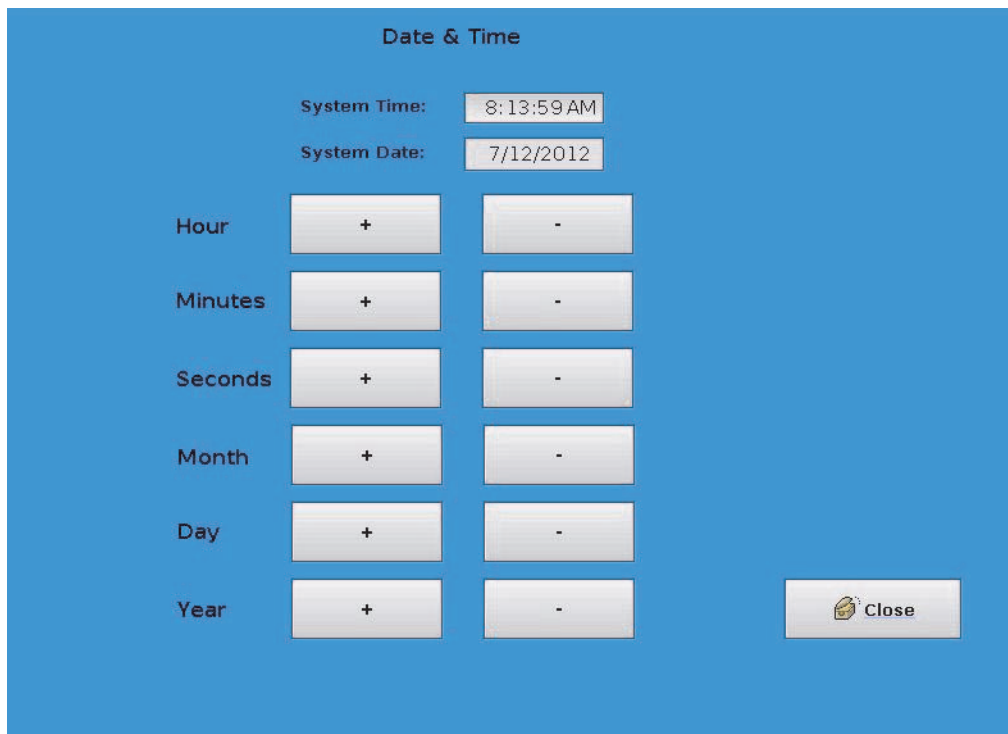 Date & Time
System Time: 8:13:59 AM
System Date: 7/12/2012
Hour + -
Minutes + -
Seconds + -
Month + -
Day + -
Year + -
Close